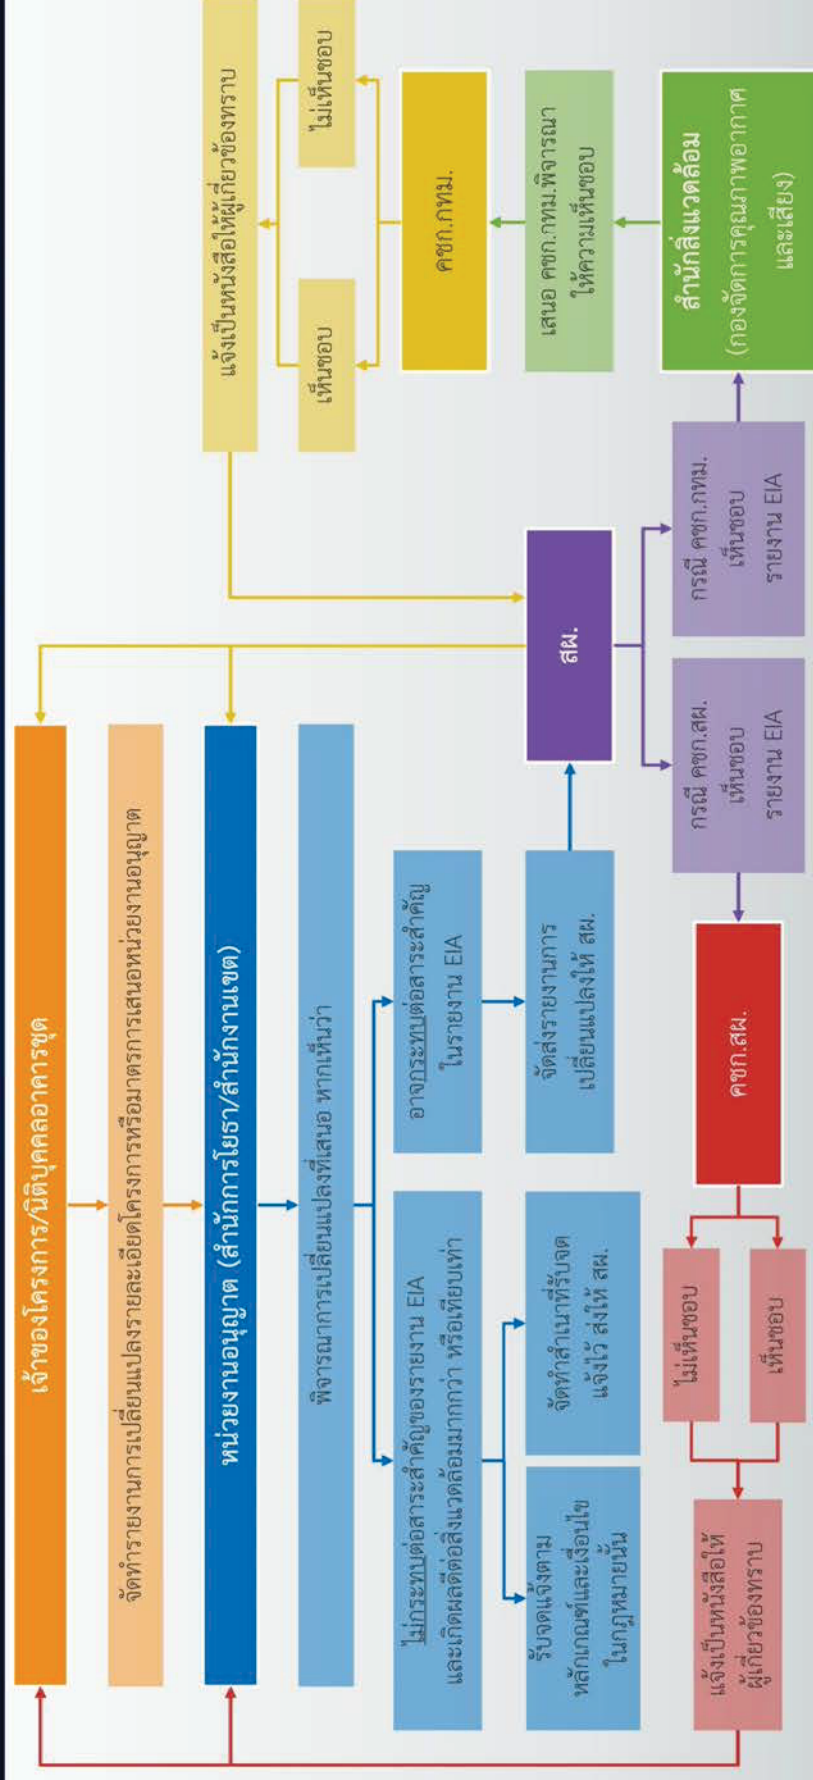 เจ้าของโครงการ/นิติบุคคลอาคารชุด
จัดทำรายงานการเปลี่ยนแปลงรายละเอียดโครงการหรือมาตรการเสนอหน่วยงานอนุญาต
หน่วยงานอนุญาต (สำนักการโยธา/สำนักงานเขต)
พิจารณาการเปลี่ยนแปลงที่เสนอ หากเห็นว่า
ไม่กระทบต่อสาระสำคัญของรายงาน EIA
และเกิดผลดีต่อสิ่งแวดล้อมมากกว่า หรือเทียบเท่า
อาจกระทบต่อสาระสำคัญ
ในรายงาน EIA
รับจดแจ้งตาม
หลักเกณฑ์และเงื่อนไข
ในกฎหมายนั้น
จัดทำสำเนาที่รับจด
แจ้งไว้ ส่งให้ สผ.
จัดส่งรายงานการ
เปลี่ยนแปลงให้ สผ.
สผ.
กรณี คชก.สผ.
เห็นชอบ
รายงาน EIA
กรณี คชก.กทม.
เห็นชอบ
รายงาน EIA
คชก.สผ.
ไม่เห็นชอบ
เห็นชอบ
แจ้งเป็นหนังสือให้
ผู้เกี่ยวข้องทราบ
สำนักสิ่งแวดล้อม
(กองจัดการคุณภาพอากาศ
และเสียง)
เสนอ คชก.กทม.พิจารณา
ให้ความเห็นชอบ
คชก.กทม.
เห็นชอบ
ไม่เห็นชอบ
แจ้งเป็นหนังสือให้ผู้เกี่ยวข้องทราบ